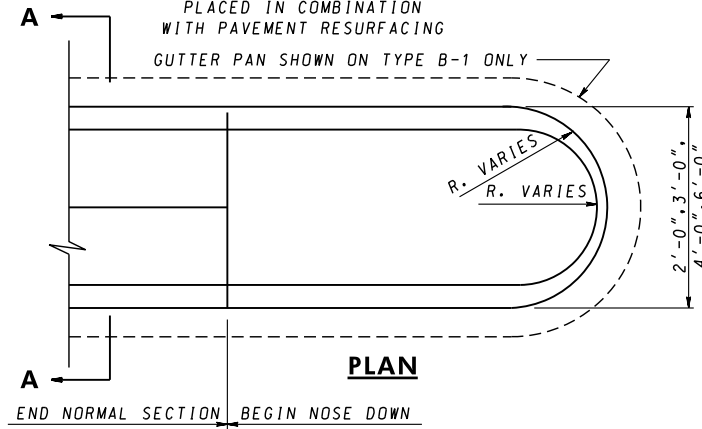 PLACED IN COMBINATION
WITH PAVEMENT RESURFACING
GUTTER PAN SHOWN ON TYPE B-1 ONLY
A
R. VARIES
R. VARIES
2'-0", 3'-0",
4'-0", 6'-0"
PLAN
A
END NORMAL SECTION
BEGIN NOSE DOWN